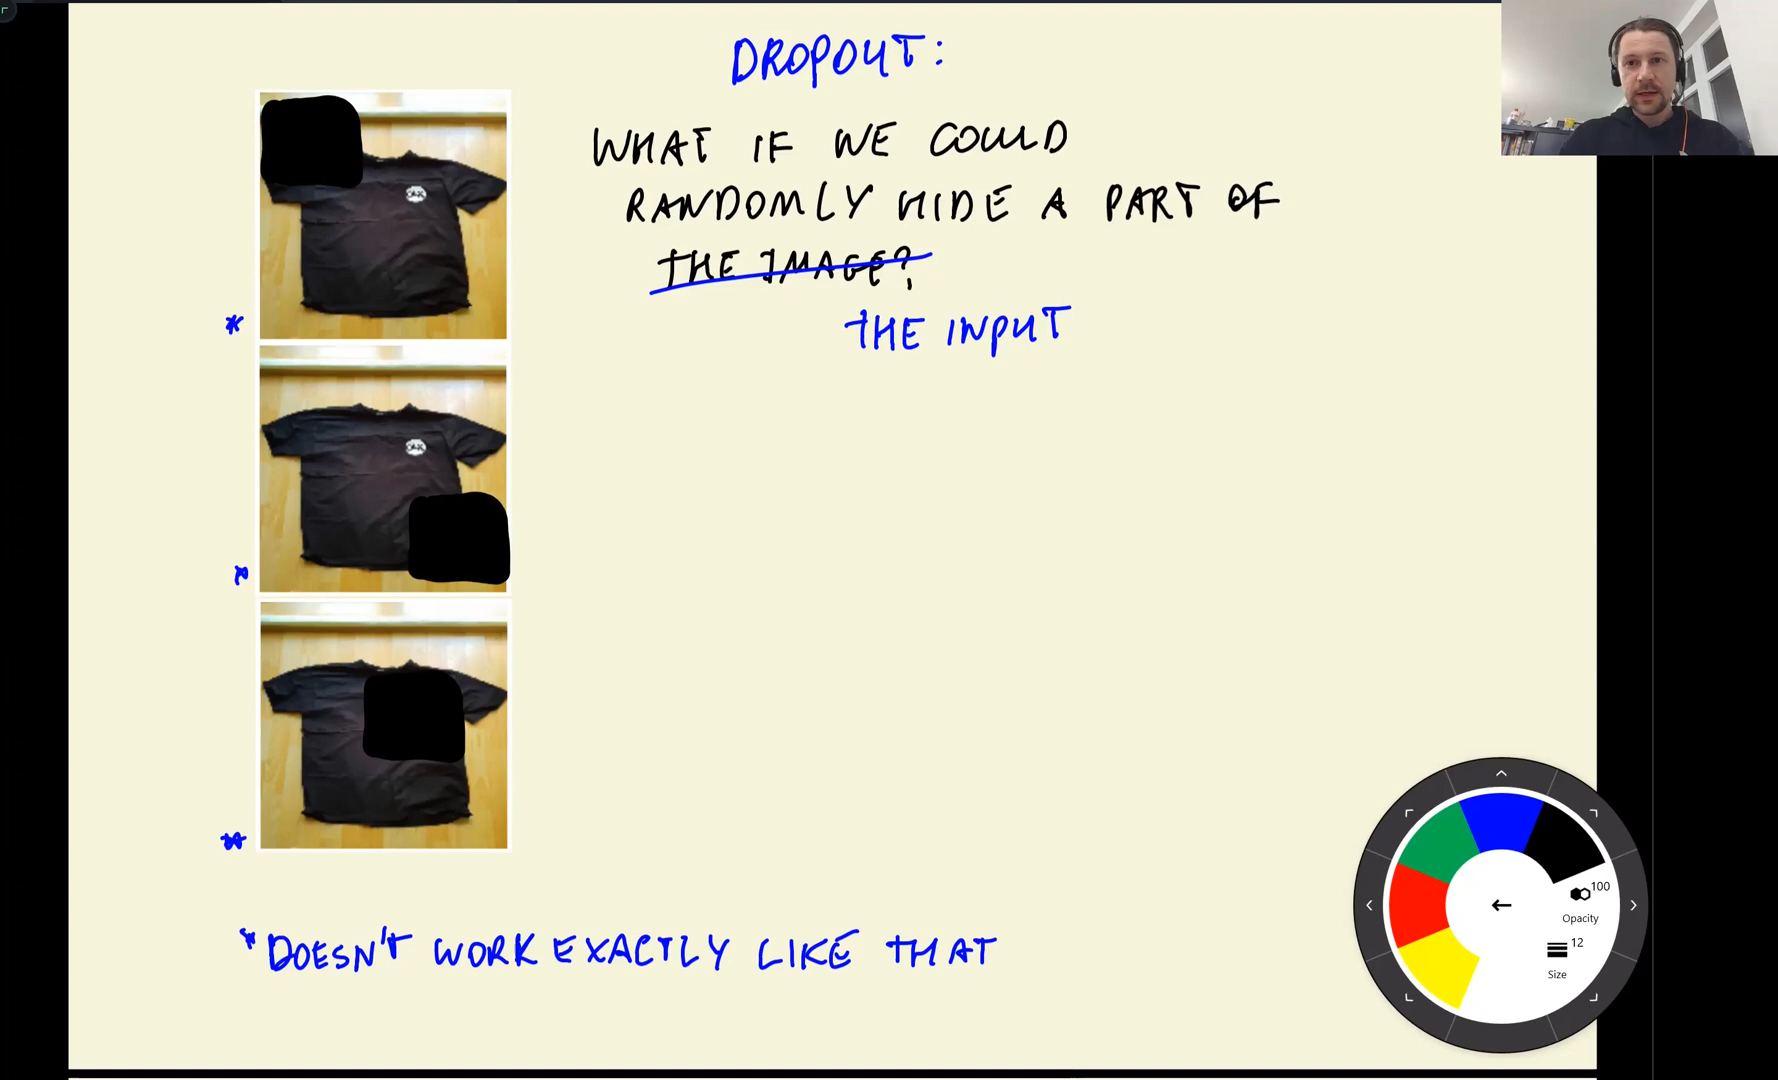 DROPOUT:
WHAT IF WE COULD
RANDOMLY HIDE A PART OF
THE IMAGE?
THE INPUT
* DOESN'T WORK EXACTLY LIKE THAT
100
Opacity
12
Size